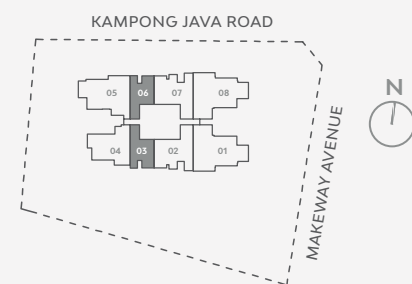 KAMPONG JAVA ROAD
05 06 07 08
04 03 02 01
MAKEWAY AVENUE
N